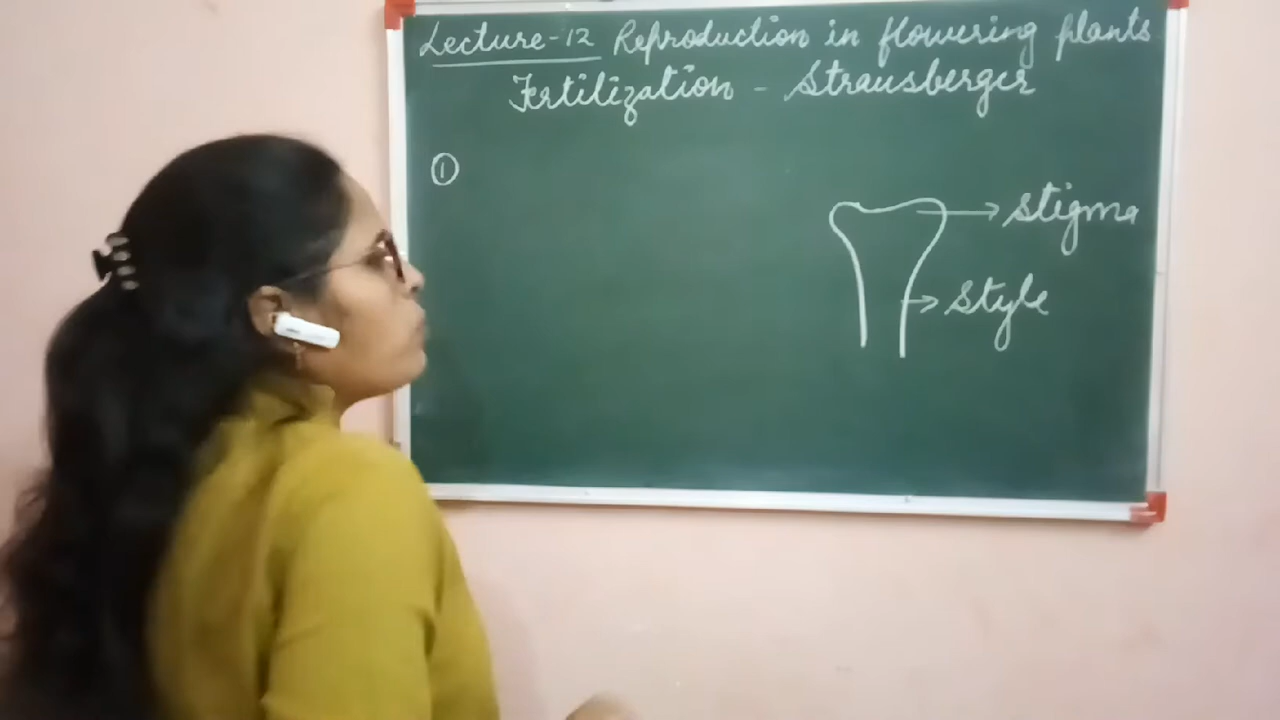 Lecture-12 Reproduction in flowering plants
Fertilization - Strausberger
①
stigma
style